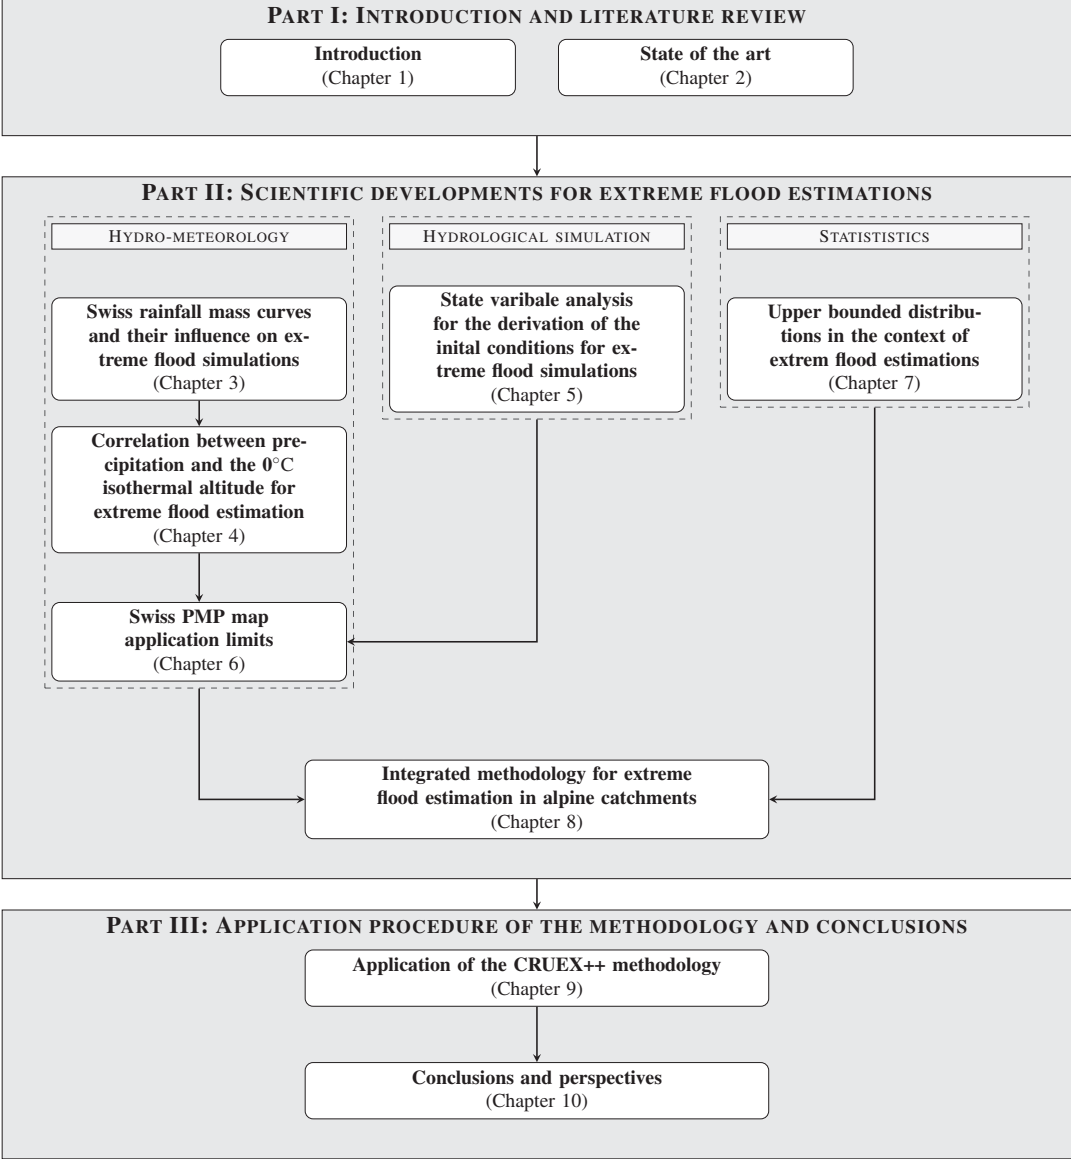 PART I: INTRODUCTION AND LITERATURE REVIEW
Introduction
(Chapter 1)
State of the art
(Chapter 2)
PART II: SCIENTIFIC DEVELOPMENTS FOR EXTREME FLOOD ESTIMATIONS
HYDRO-METEOROLOGY
Swiss rainfall mass curves
and their influence on ex-
treme flood simulations
(Chapter 3)
Correlation between pre-
cipitation and the 0°C
isothermal altitude for
extreme flood estimation
(Chapter 4)
Swiss PMP map
application limits
(Chapter 6)
HYDROLOGICAL SIMULATION
State varibale analysis
for the derivation of the
inital conditions for ex-
treme flood simulations
(Chapter 5)
STATISTISTICS
Upper bounded distribu-
tions in the context of
extrem flood estimations
(Chapter 7)
Integrated methodology for extreme
flood estimation in alpine catchments
(Chapter 8)
PART III: APPLICATION PROCEDURE OF THE METHODOLOGY AND CONCLUSIONS
Application of the CRUEX++ methodology
(Chapter 9)
Conclusions and perspectives
(Chapter 10)